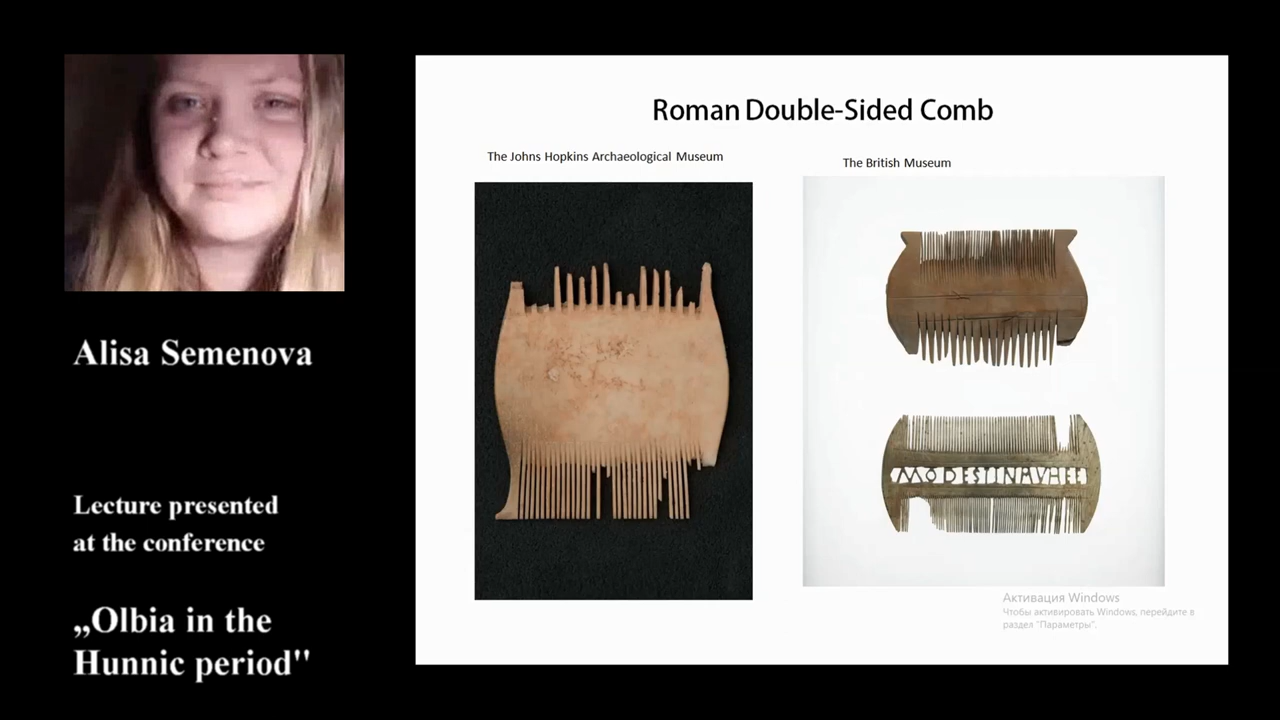 Alisa Semenova
Lecture presented
at the conference
„Olbia in the
Hunnic period"
Roman Double-Sided Comb
The Johns Hopkins Archaeological Museum
The British Museum
MODESTINAVHEE
Активация Windows
Чтобы активировать Windows, перейдите в
раздел "Параметры".